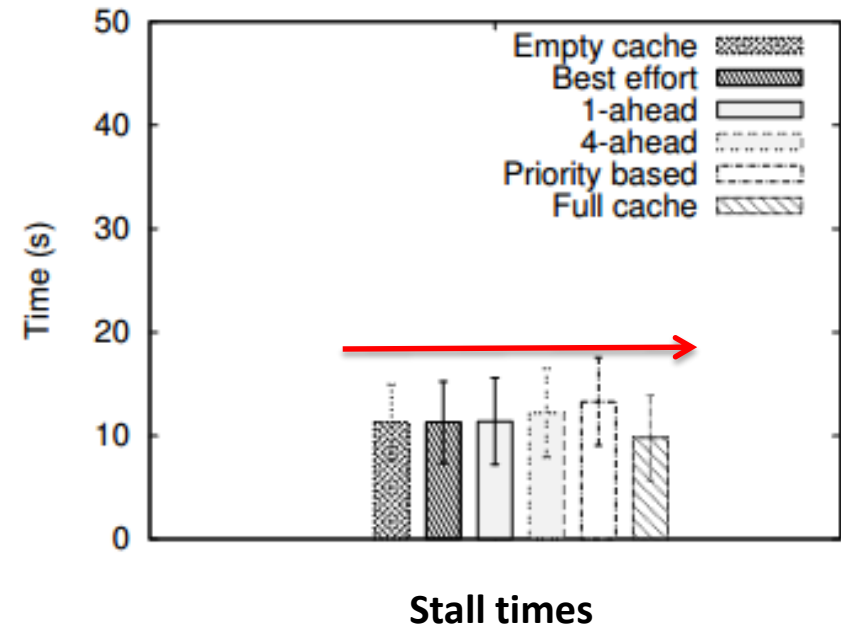 50
40
30
20
10
0
Time (s)
Empty cache
Best effort
1-ahead
4-ahead
Priority based
Full cache
Stall times